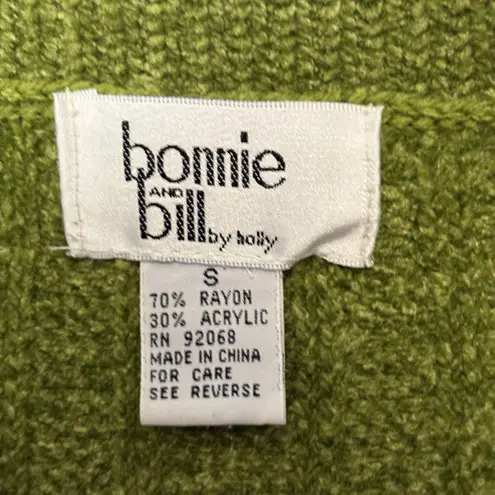 bonnie
AND
bill by holly
S
70% RAYON
30% ACRYLIC
RN 92068
MADE IN CHINA
FOR CARE
SEE REVERSE